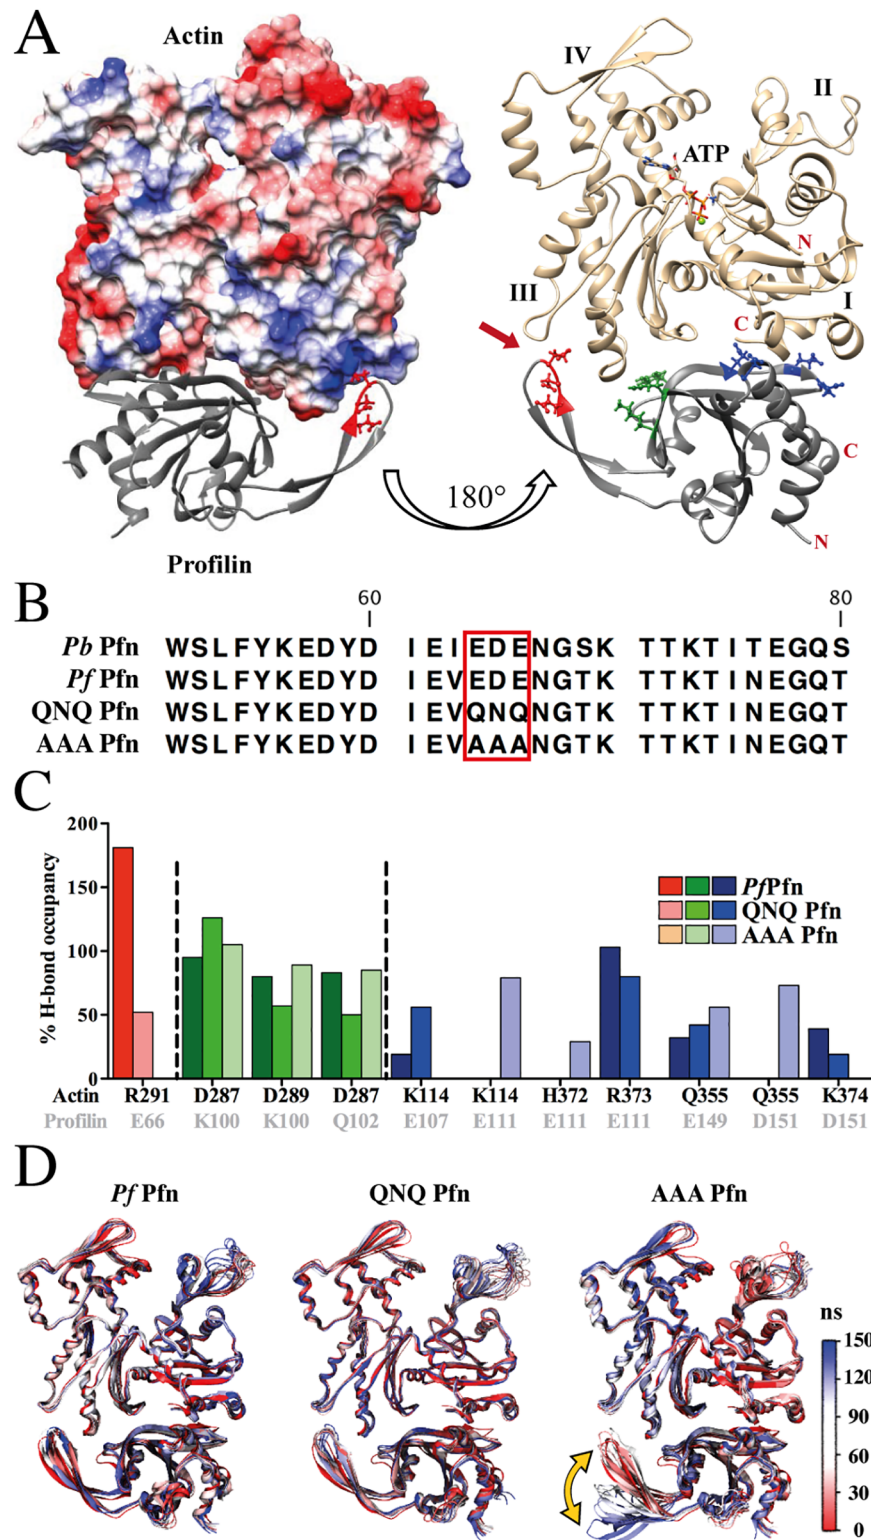 A
Actin
IV
II
ATP
N
III
I
C
C
180°
N
Profilin
B
60 80
Pb Pfn WSLFYKEDYD IEIEDENGSK TTKTITEGQS
Pf Pfn WSLFYKEDYD IEVEDENGTK TTKTINEGQT
QNQ Pfn WSLFYKEDYD IEVQNQNGTK TTKTINEGQT
AAA Pfn WSLFYKEDYD IEVAAANGTK TTKTINEGQT
C
% H-bond occupancy
200
150
100
50
0
PfPfn
QNQ Pfn
AAA Pfn
Actin R291 D287 D289 D287 K114 K114 H372 R373 Q355 Q355 K374
Profilin E66 K100 K100 Q102 E107 E111 E111 E111 E149 D151 D151
D
Pf Pfn QNQ Pfn AAA Pfn
ns
150
120
90
60
30
0